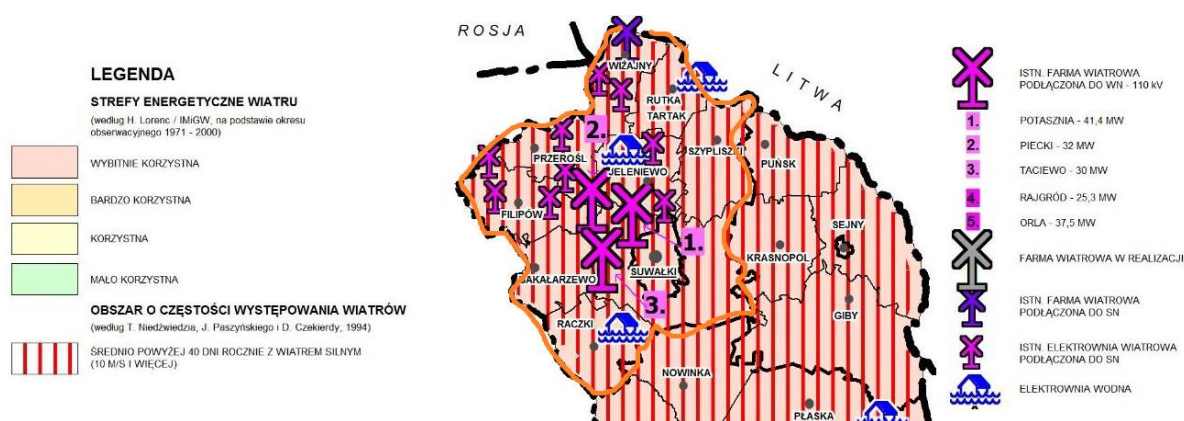 LEGENDA
STREFY ENERGETYCZNE WIATRU
(według H. Lorenc / IMiGW, na podstawie okresu
obserwacyjnego 1971 - 2000)
WYBITNIE KORZYSTNA
BARDZO KORZYSTNA
KORZYSTNA
MAŁO KORZYSTNA
OBSZAR O CZĘSTOŚCI WYSTĘPOWANIA WIATRÓW
(według T. Niedźwiedzia, J. Paszyńskiego i D. Czekierdy, 1994)
ŚREDNIO POWYŻEJ 40 DNI ROCZNIE Z WIATREM SILNYM
(10 M/S I WIĘCEJ)
ROSJA
LITWA
WIŻAJNY
RUTKA
TARTAK
2.
PRZEROŚL
SZYPLISZKI
PUŃSK
JELENIEWO
FILIPÓW
1.
SEJNY
KRASNOPOL
SUWAŁKI
BAKAŁARZEWO
3.
GIBY
RACZKI
NOWINKA
PŁASKA
ISTN. FARMA WIATROWA
PODŁĄCZONA DO WN - 110 kV
1. POTASZNIA - 41,4 MW
2. PIECKI - 32 MW
3. TACIEWO - 30 MW
4. RAJGRÓD - 25,3 MW
5. ORLA - 37,5 MW
FARMA WIATROWA W REALIZACJI
ISTN. FARMA WIATROWA
PODŁĄCZONA DO SN
ISTN. ELEKTROWNIA WIATROWA
PODŁĄCZONA DO SN
ELEKTROWNIA WODNA